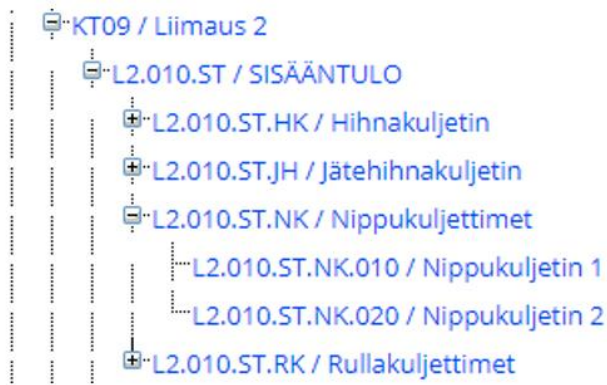 KT09 / Liimaus 2
L2.010.ST / SISÄÄNTULO
L2.010.ST.HK / Hihnakuljetin
L2.010.ST.JH / Jätehihnakuljetin
L2.010.ST.NK / Nippukuljettimet
L2.010.ST.NK.010 / Nippukuljetin 1
L2.010.ST.NK.020 / Nippukuljetin 2
L2.010.ST.RK / Rullakuljettimet